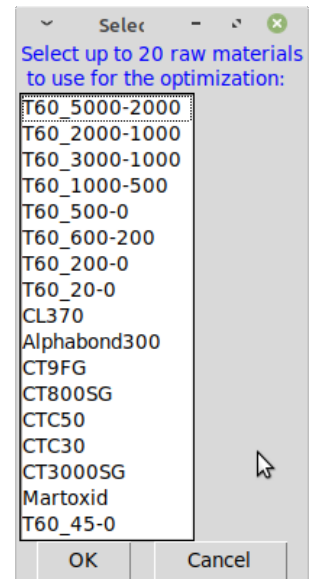 Selec
Select up to 20 raw materials
to use for the optimization:
T60_5000-2000
T60_2000-1000
T60_3000-1000
T60_1000-500
T60_500-0
T60_600-200
T60_200-0
T60_20-0
CL370
Alphabond300
CT9FG
CT800SG
CTC50
CTC30
CT3000SG
Martoxid
T60_45-0
OK Cancel